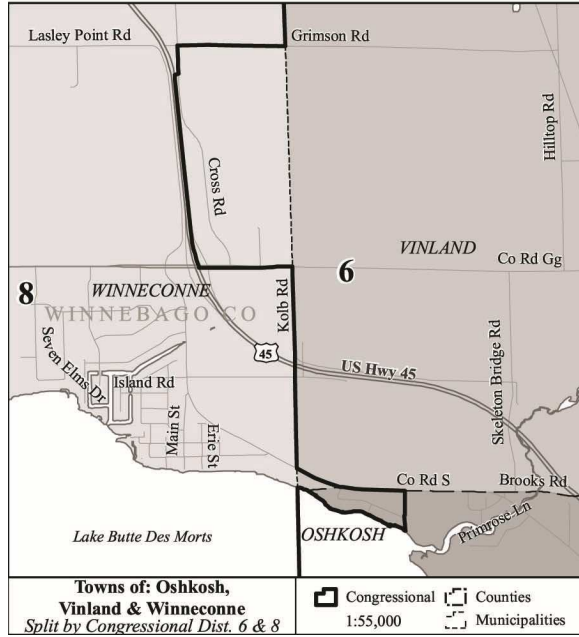 Lasley Point Rd
Grimson Rd
Hilltop Rd
Cross Rd
VINLAND
Co Rd Gg
6
8
WINNECONNE
WINNEBAGO CO
Kolb Rd
45
US Hwy 45
Seven Elms Dr
Island Rd
Main St
Erie St
Skeleton Bridge Rd
Co Rd S
Brooks Rd
Primrose Ln
Lake Butte Des Morts
OSHKOSH
Towns of: Oshkosh,
Vinland & Winneconne
Split by Congressional Dist. 6 & 8
Congressional
Counties
1:55,000
Municipalities